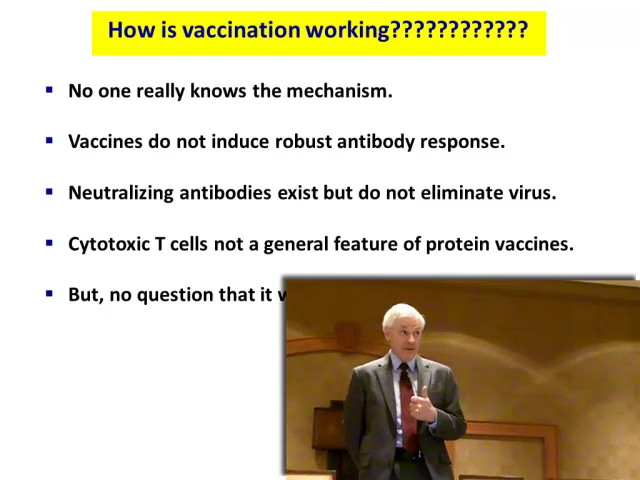 How is vaccination working????????????
No one really knows the mechanism.
Vaccines do not induce robust antibody response.
Neutralizing antibodies exist but do not eliminate virus.
Cytotoxic T cells not a general feature of protein vaccines.
But, no question that it